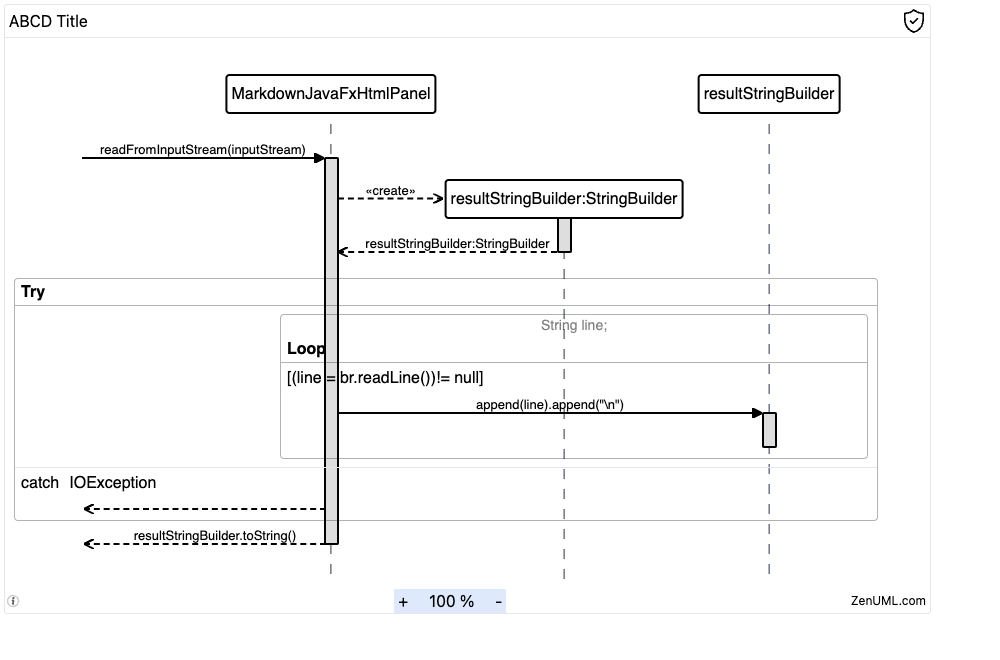 ABCD Title
MarkdownJavaFxHtmlPanel
resultStringBuilder
readFromInputStream(inputStream)
«create»
resultStringBuilder:StringBuilder
resultStringBuilder:StringBuilder
Try
String line;
Loop
[(line = br.readLine())!= null]
append(line).append("\n")
catch IOException
resultStringBuilder.toString()
+ 100 % -
ZenUML.com